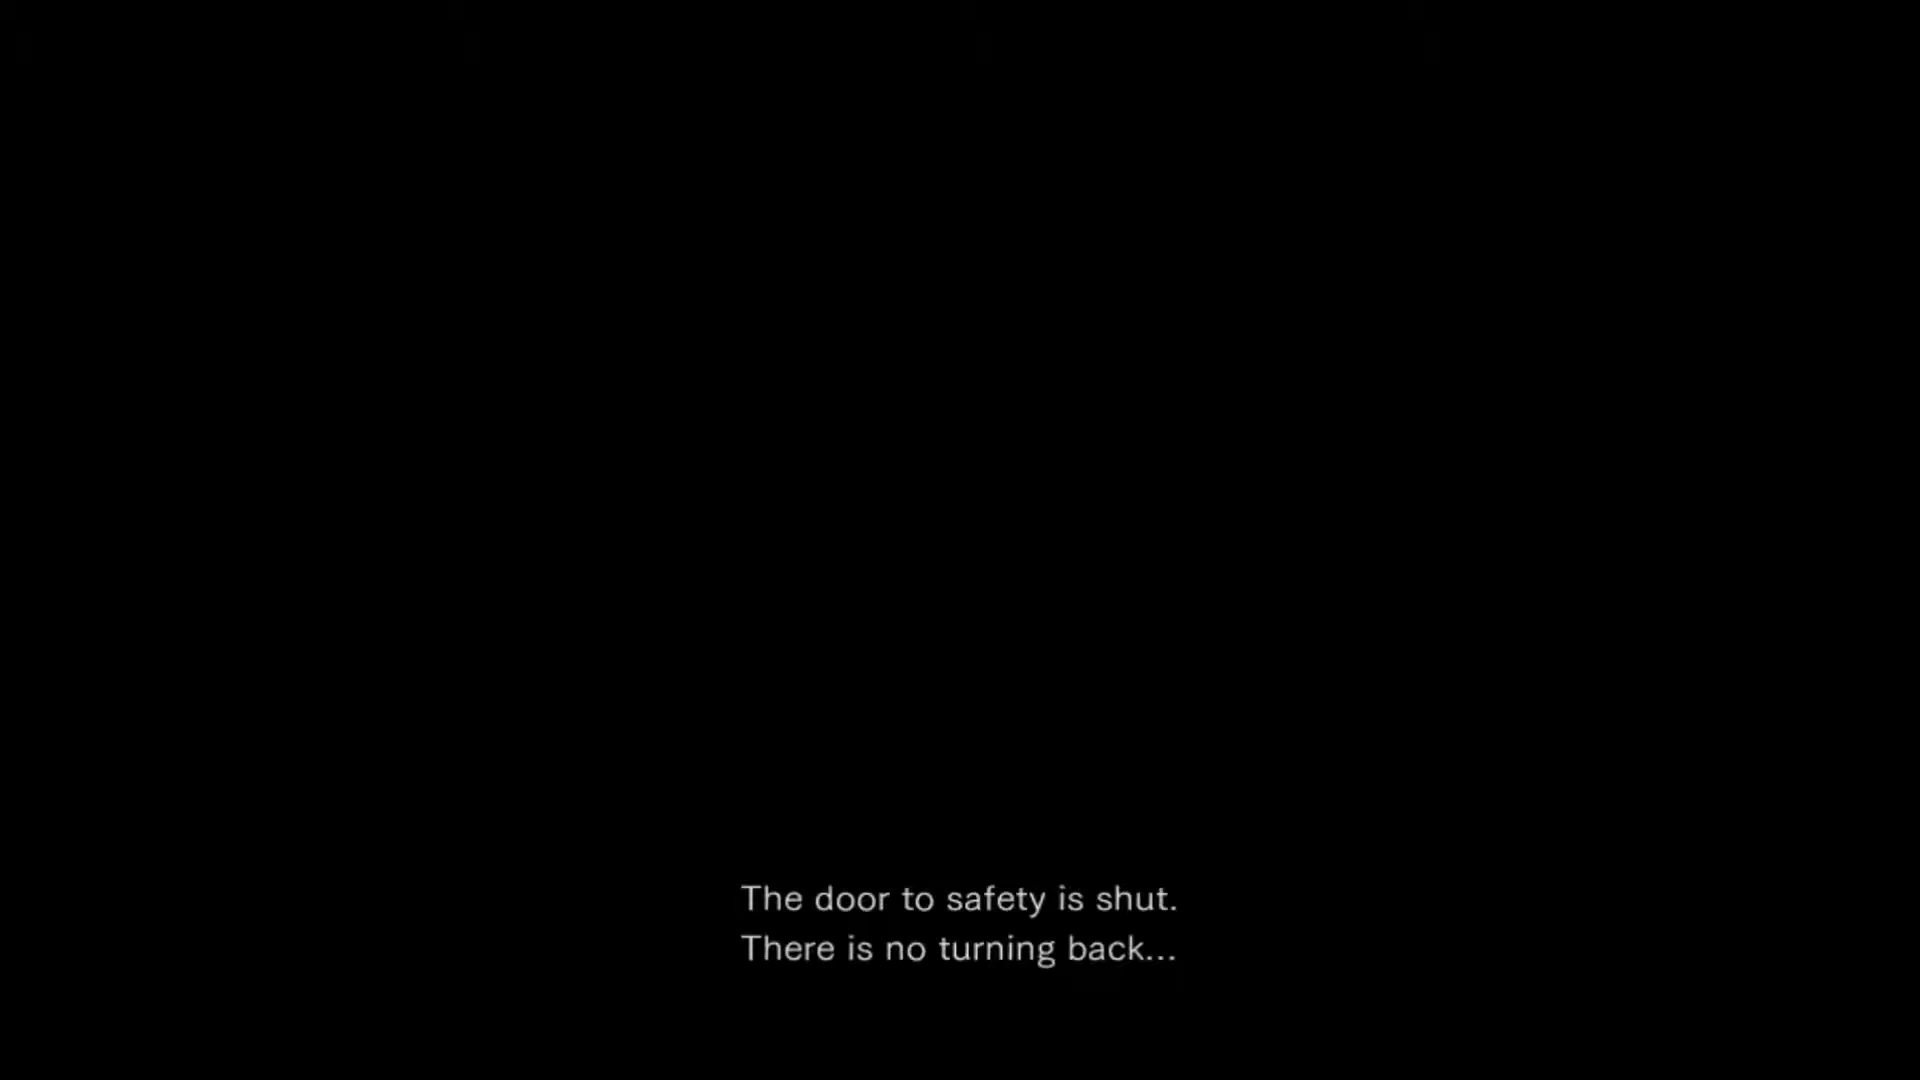 The door to safety is shut.
There is no turning back...